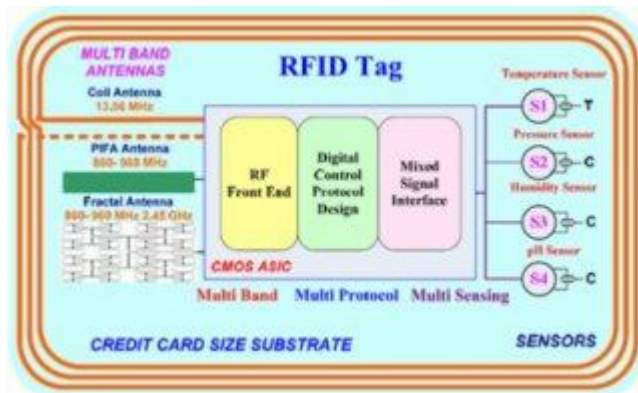 MULTI BAND
ANTENNAS
RFID Tag
Coil Antenna
13,56 MHz
PIFA Antenna
860- 960 MHz
Fractal Antenna
860- 960 MHz 2,45 GHz
RF
Front End
Digital
Control
Protocol
Design
Mixed
Signal
Interface
CMOS ASIC
Multi Band
Multi Protocol
Multi Sensing
Temperature Sensor
S1
T
Pressure Sensor
S2
C
Humidity Sensor
S3
C
pH Sensor
S4
C
CREDIT CARD SIZE SUBSTRATE
SENSORS